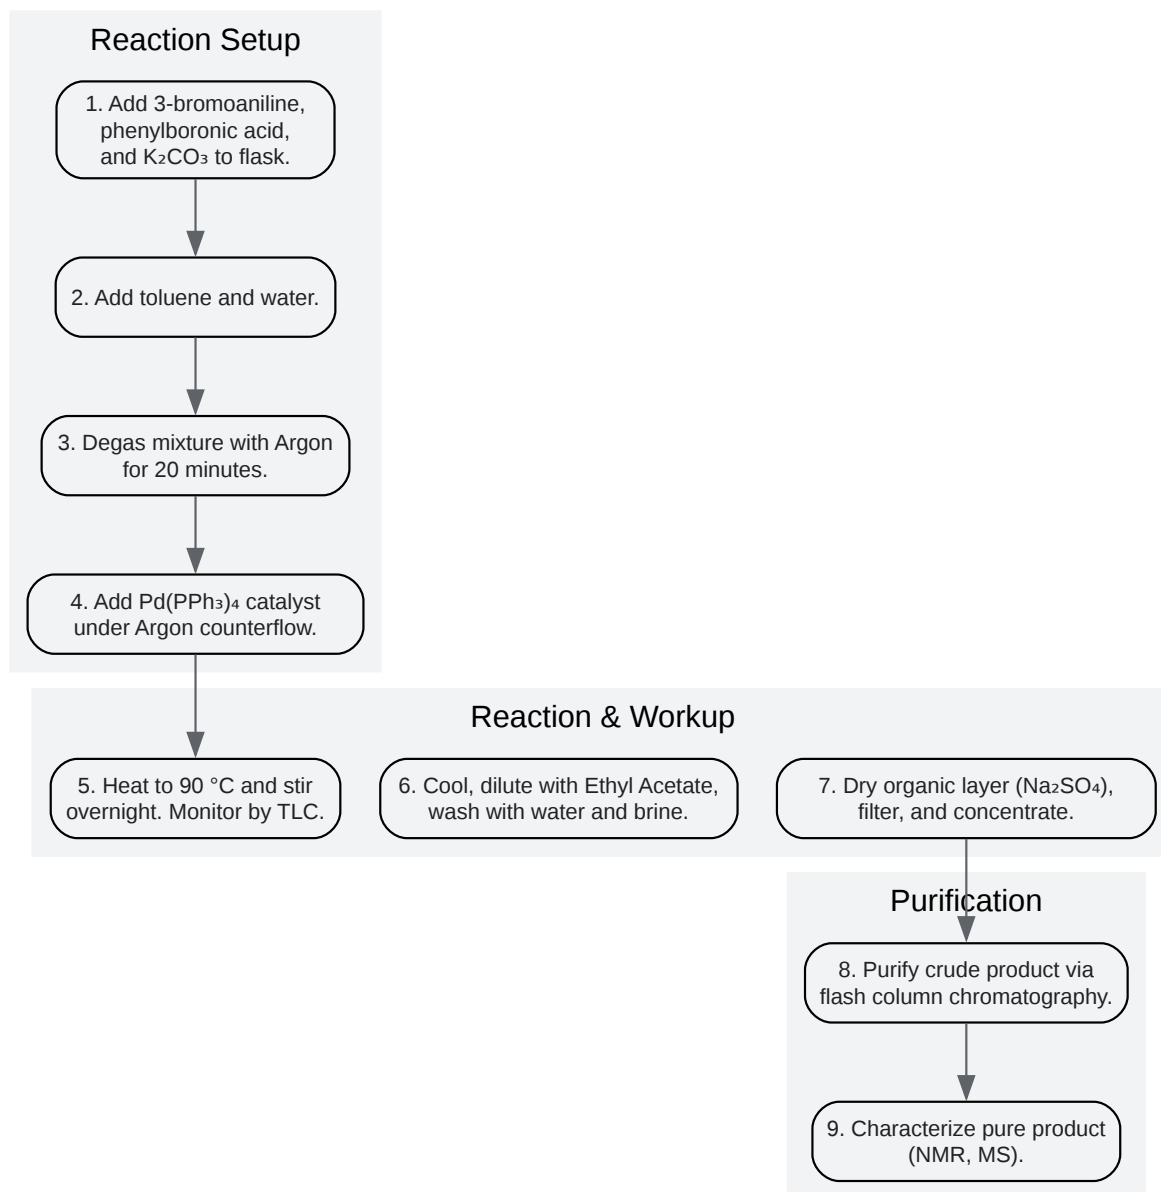 Reaction Setup
1. Add 3-bromoaniline,
phenylboronic acid,
and K₂CO₃ to flask.
2. Add toluene and water.
3. Degas mixture with Argon
for 20 minutes.
4. Add Pd(PPh₃)₄ catalyst
under Argon counterflow.
Reaction & Workup
5. Heat to 90 °C and stir
overnight. Monitor by TLC.
6. Cool, dilute with Ethyl Acetate,
wash with water and brine.
7. Dry organic layer (Na₂SO₄),
filter, and concentrate.
Purification
8. Purify crude product via
flash column chromatography.
9. Characterize pure product
(NMR, MS).